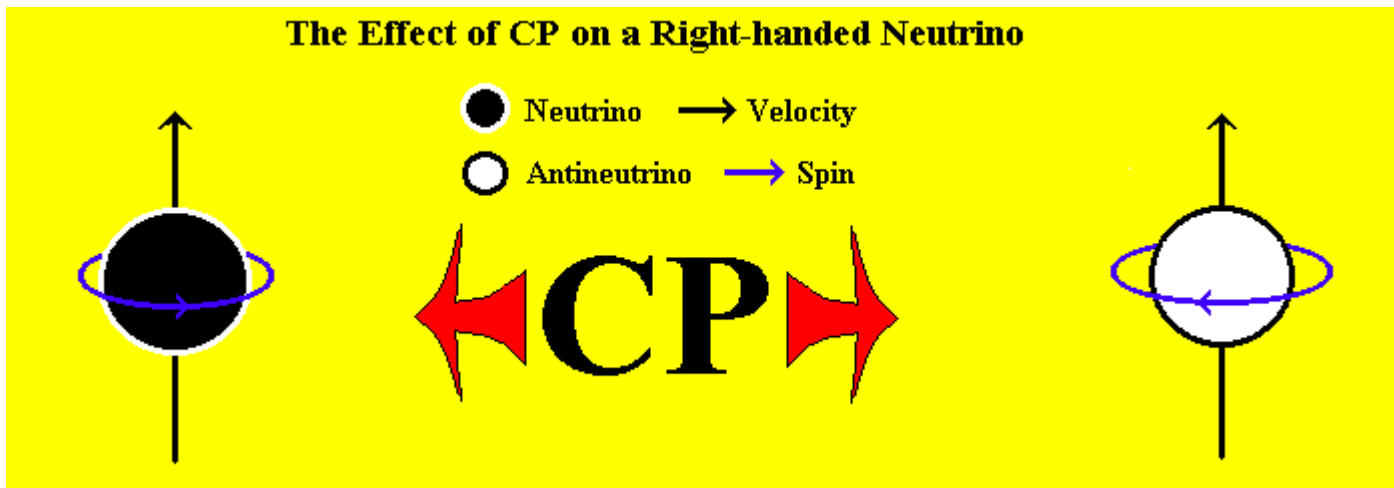 The Effect of CP on a Right-handed Neutrino
Neutrino Velocity
Antineutrino Spin
CP